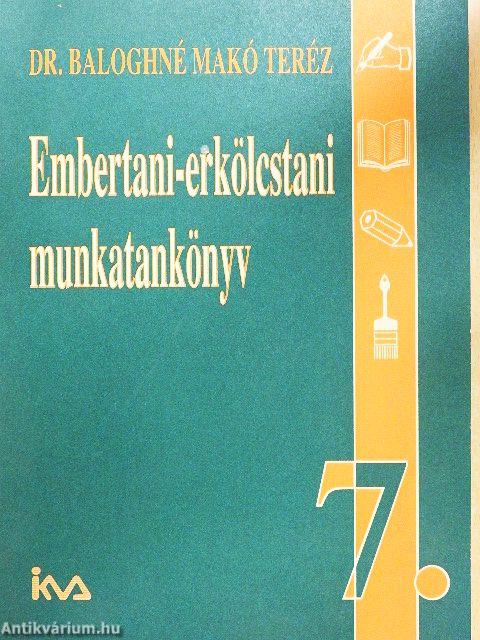 DR. BALOGHNÉ MAKÓ TERÉZ
Embertani-erkölcstani
munkatankönyv
7.
IKVA
Antikvárium.hu